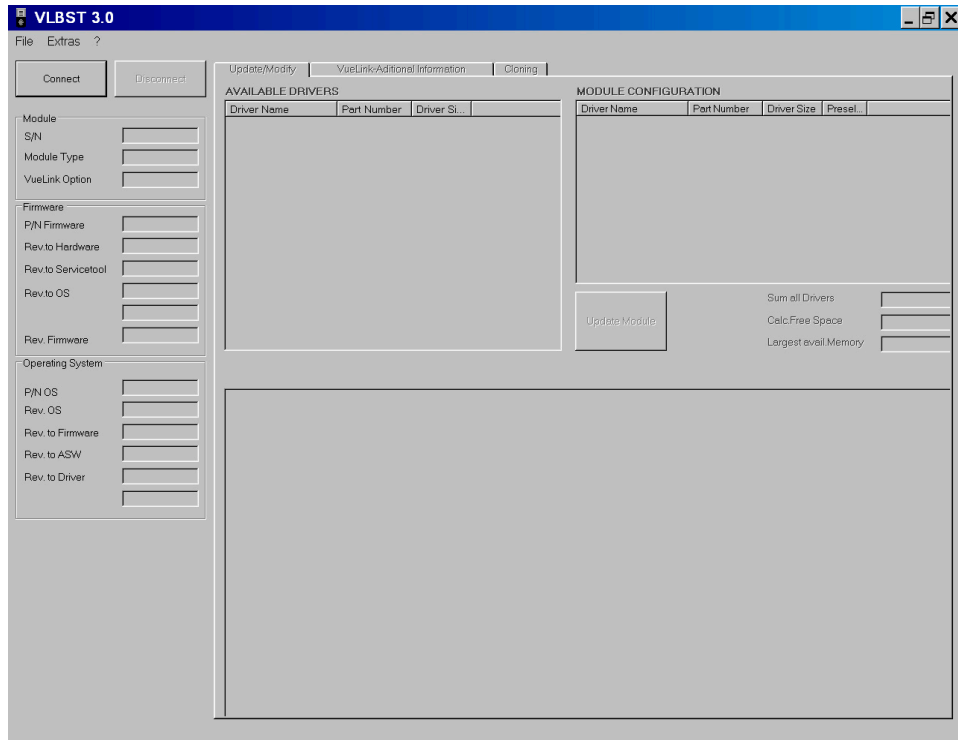 VLBST 3.0
File Extras ?
Connect Disconnect
Update/Modify VueLink-Aditional Information Cloning
AVAILABLE DRIVERS
Driver Name Part Number Driver Si...
MODULE CONFIGURATION
Driver Name Part Number Driver Size Presel...
Module
S/N
Module Type
VueLink Option
Firmware
P/N Firmware
Rev.to Hardware
Rev.to Servicetool
Rev.to OS
Rev. Firmware
Update Module
Sum all Drivers
Calc.Free Space
Largest avail.Memory
Operating System
P/N OS
Rev. OS
Rev. to Firmware
Rev. to ASW
Rev. to Driver